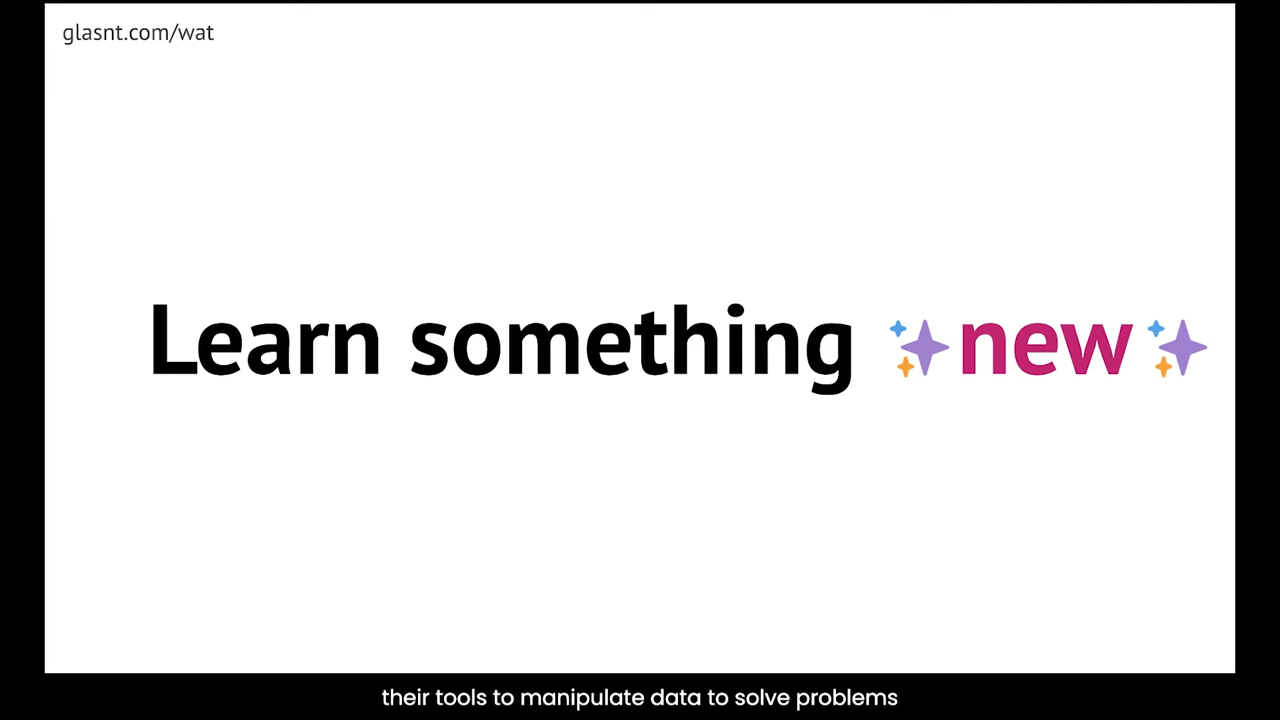 glasnt.com/wat
Learn something ✨new✨
their tools to manipulate data to solve problems